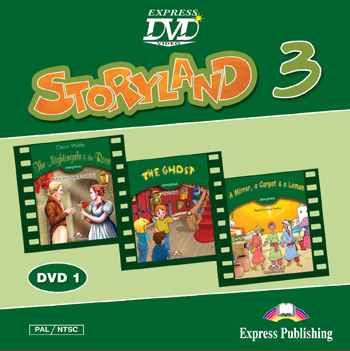 EXPRESS
DVD
VIDEO
STORYLAND 3
Oscar Wilde
The Nightingale & the Rose
THE GHOST
A Mirror, a Carpet & a Lemon
DVD 1
PAL / NTSC
Express Publishing